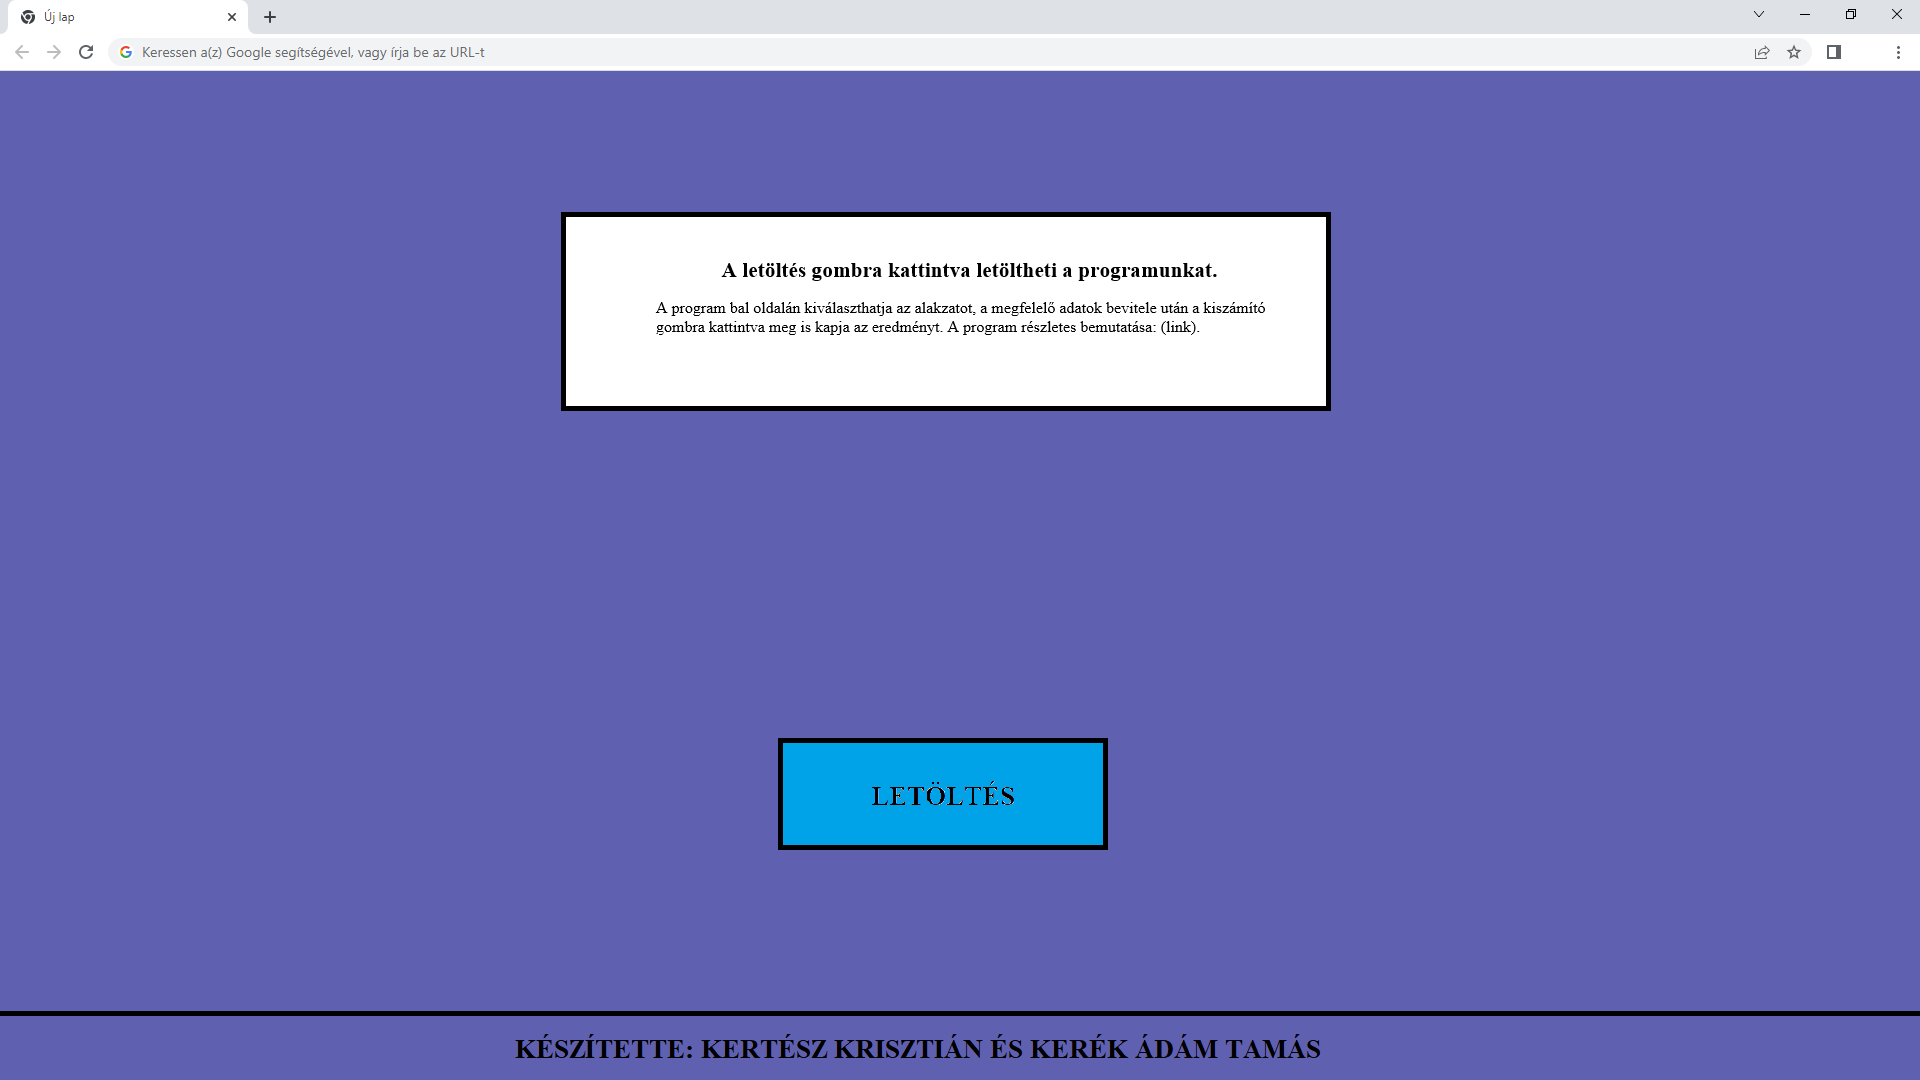 Új lap
Keressen a(z) Google segítségével, vagy írja be az URL-t
A letöltés gombra kattintva letöltheti a programunkat.
A program bal oldalán kiválaszthatja az alakzatot, a megfelelő adatok bevitele után a kiszámító
gombra kattintva meg is kapja az eredményt. A program részletes bemutatása: (link).
LETÖLTÉS
KÉSZÍTETTE: KERTÉSZ KRISZTIÁN ÉS KERÉK ÁDÁM TAMÁS